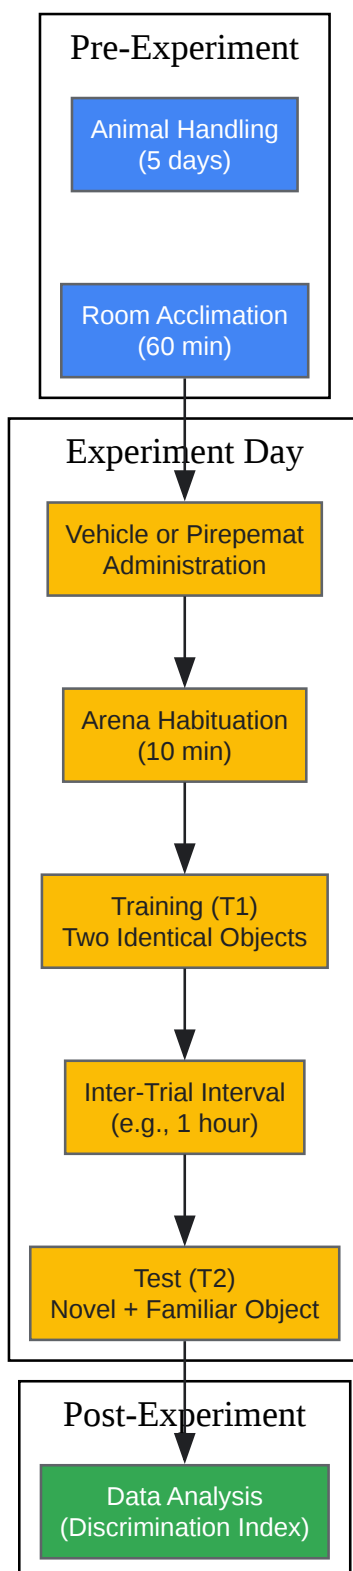 Pre-Experiment
Animal Handling
(5 days)
Room Acclimation
(60 min)
Experiment Day
Vehicle or Pirepemat
Administration
Arena Habituation
(10 min)
Training (T1)
Two Identical Objects
Inter-Trial Interval
(e.g., 1 hour)
Test (T2)
Novel + Familiar Object
Post-Experiment
Data Analysis
(Discrimination Index)